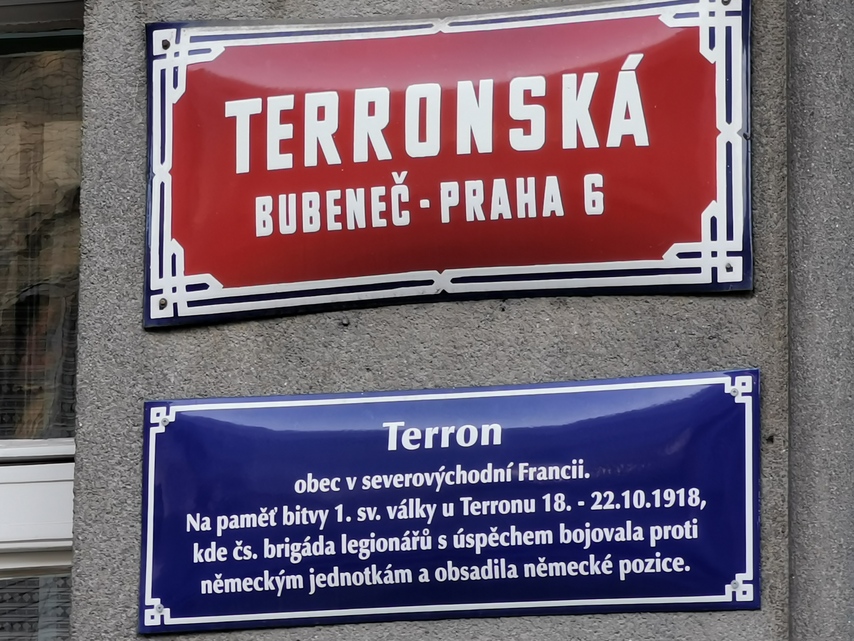 TERRONSKÁ
BUBENEČ - PRAHA 6
Terron
obec v severovýchodní Francii.
Na paměť bitvy 1. sv. války u Terronu 18. - 22.10.1918,
kde čs. brigáda legionářů s úspěchem bojovala proti
německým jednotkám a obsadila německé pozice.